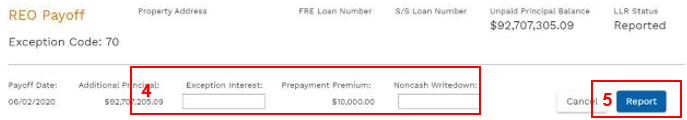 REO Payoff
Property Address
FRE Loan Number
S/S Loan Number
Unpaid Principal Balance
LLR Status
$92,707,305.09
Reported
Exception Code: 70
Payoff Date:
Additional Principal:
Exception Interest:
Prepayment Premium:
Noncash Writedown:
06/02/2020
$92,707,205.09
4
$10,000.00
Cancel
5
Report